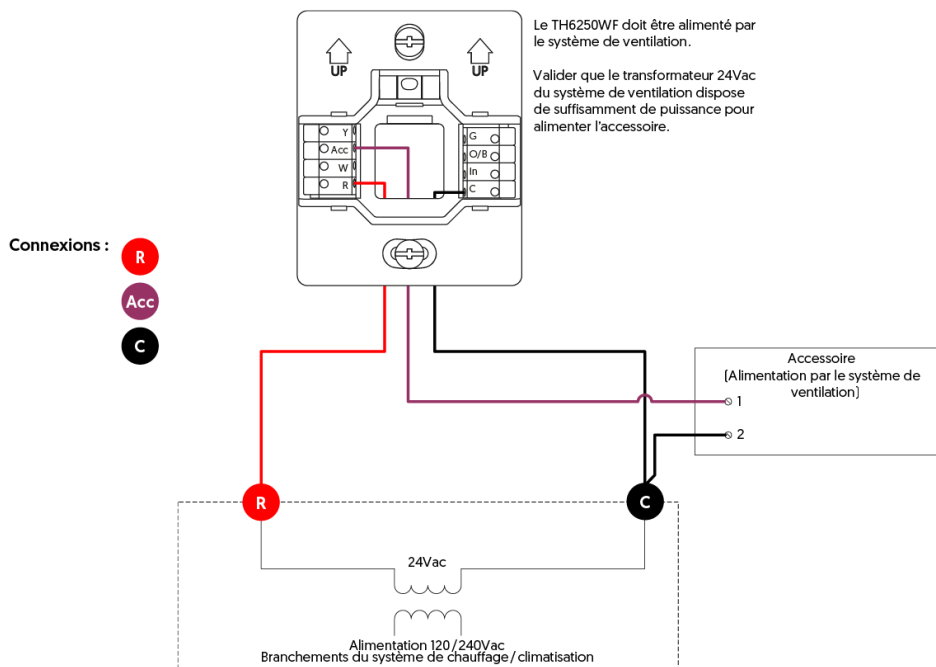 Le TH6250WF doit être alimenté par
le système de ventilation.
Valider que le transformateur 24Vac
du système de ventilation dispose
de suffisamment de puissance pour
alimenter l'accessoire.
UP
UP
Y
Acc
W
R
G
O/B
In
C
Connexions :
R
Acc
C
Accessoire
(Alimentation par le système de
ventilation)
1
2
R
C
24Vac
Alimentation 120/240Vac
Branchements du système de chauffage/climatisation